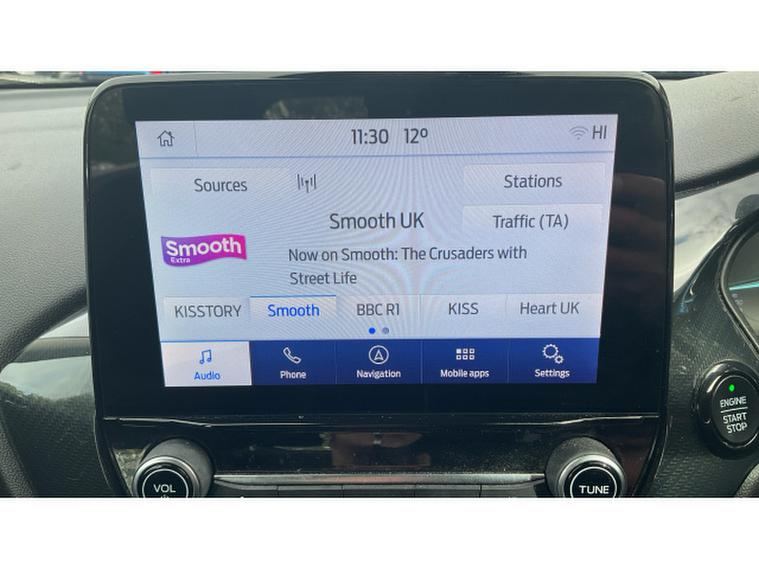 11:30 12º HI
Sources Stations
Smooth UK Traffic (TA)
Smooth
Extra
Now on Smooth: The Crusaders with
Street Life
KISSTORY Smooth BBC R1 KISS Heart UK
Audio Phone Navigation Mobile apps Settings
ENGINE
START
STOP
VOL TUNE